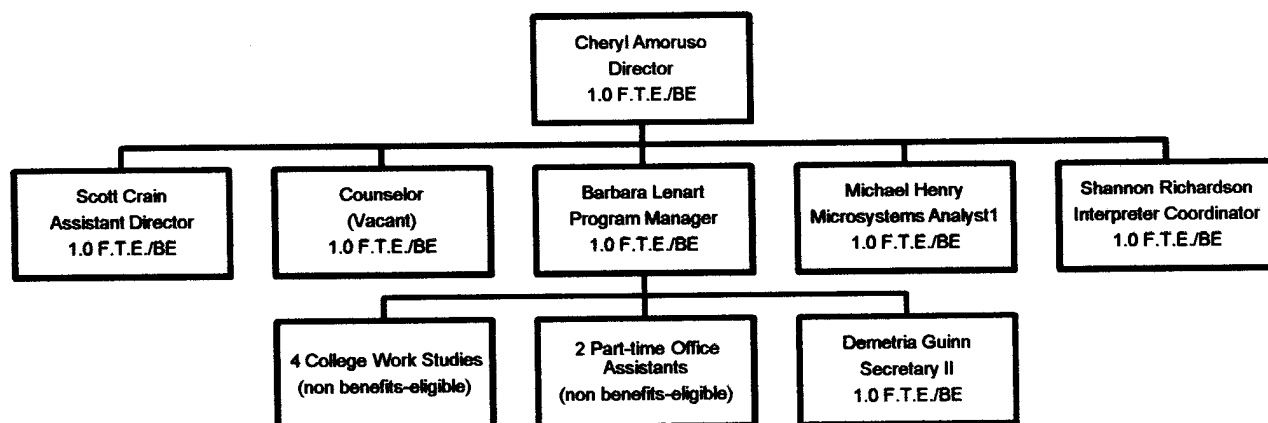 Cheryl Amoruso
Director
1.0 F.T.E./BE
Scott Crain
Assistant Director
1.0 F.T.E./BE
Counselor
(Vacant)
1.0 F.T.E./BE
Barbara Lenart
Program Manager
1.0 F.T.E./BE
Michael Henry
Microsystems Analyst1
1.0 F.T.E./BE
Shannon Richardson
Interpreter Coordinator
1.0 F.T.E./BE
4 College Work Studies
(non benefits-eligible)
2 Part-time Office
Assistants
(non benefits-eligible)
Demetria Guinn
Secretary II
1.0 F.T.E./BE